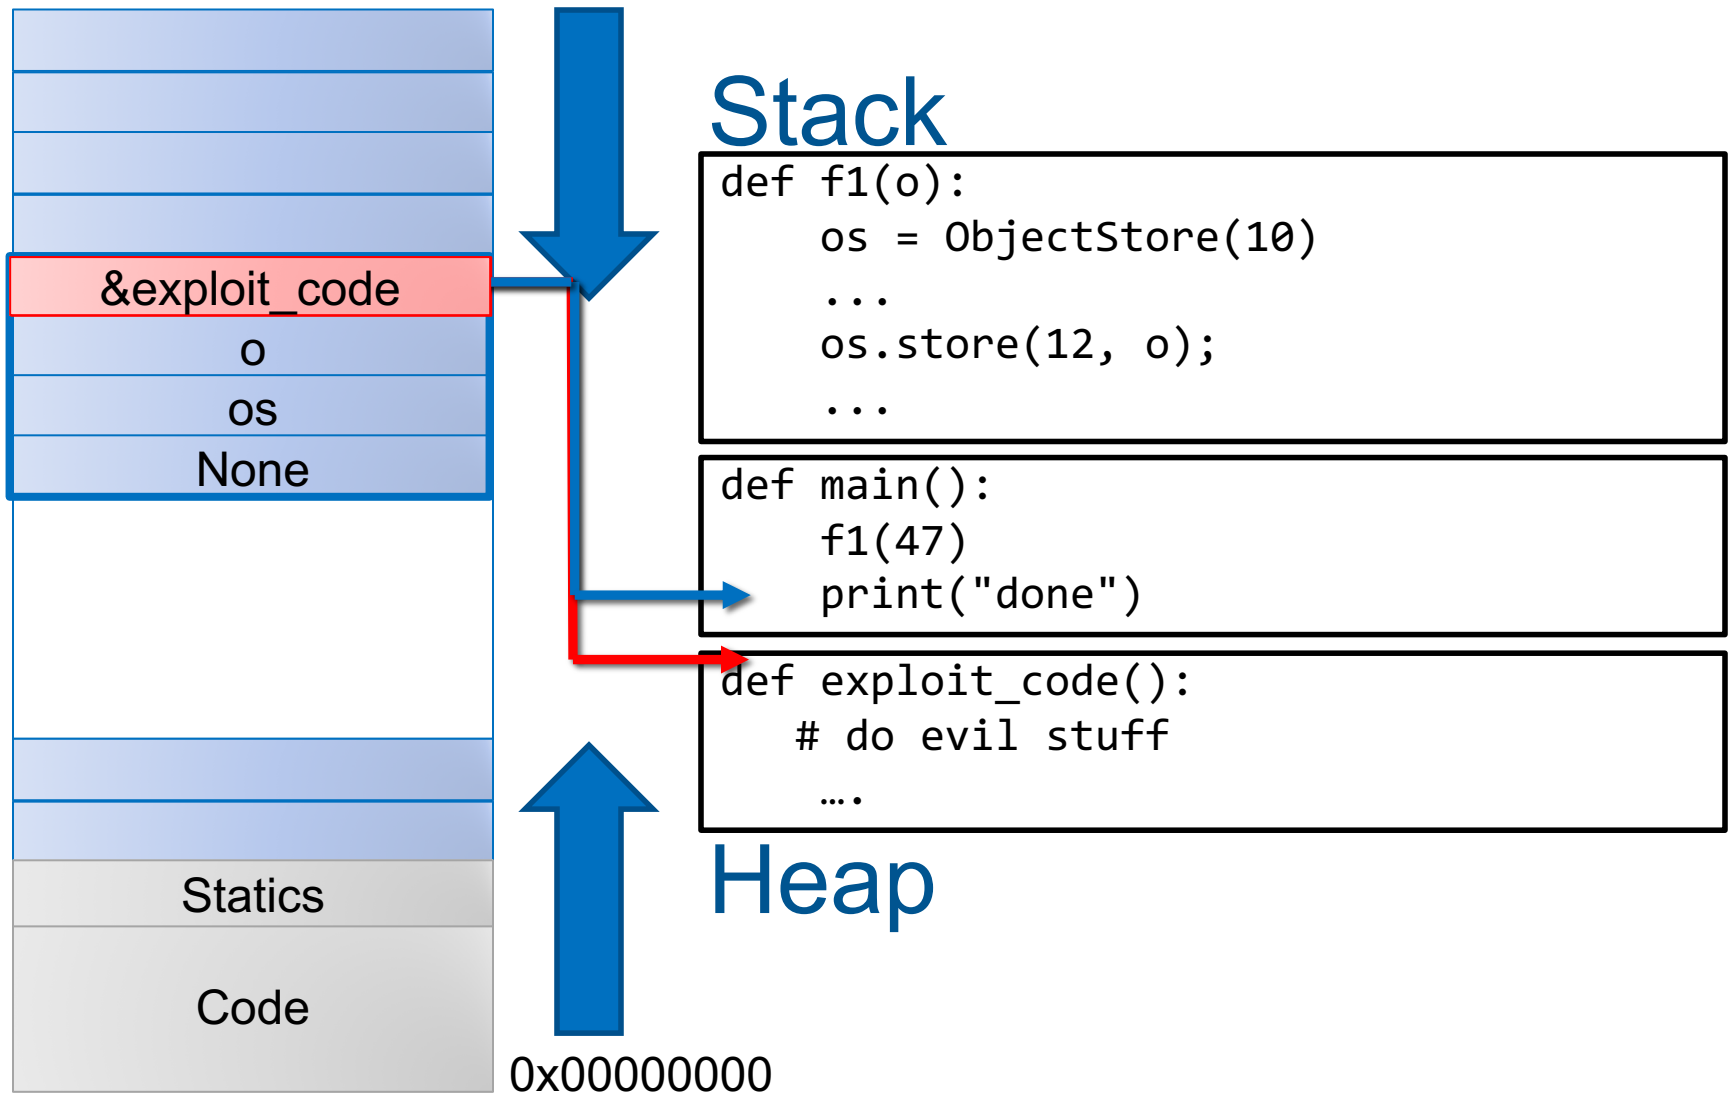 Stack
def f1(o):
    os = ObjectStore(10)
    ...
    os.store(12, o);
    ...
&exploit_code
o
os
None
def main():
    f1(47)
    print("done")
def exploit_code():
   # do evil stuff
    ….
Heap
Statics
Code
0x00000000